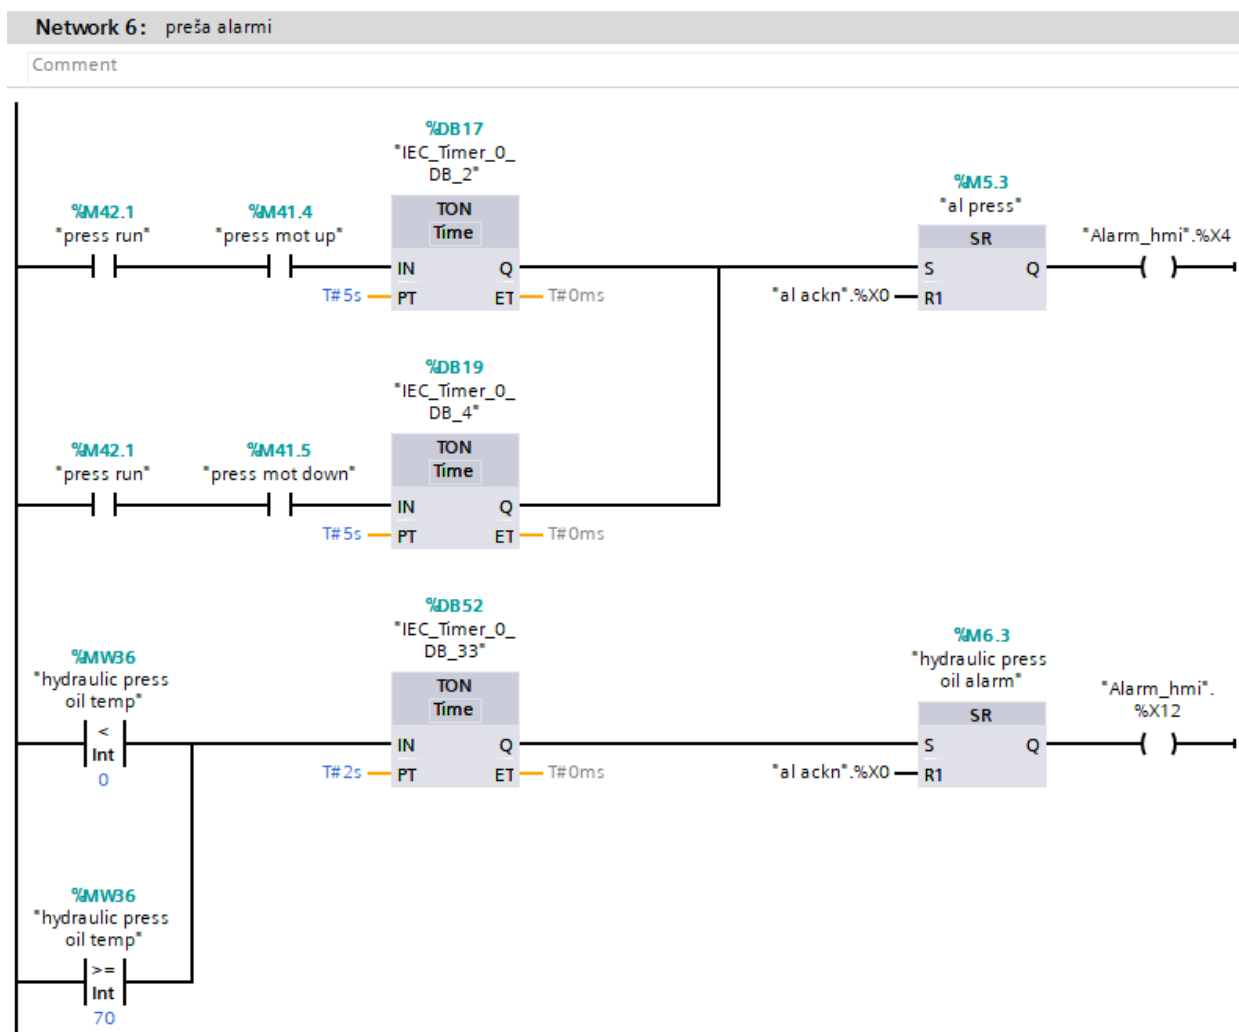 Network 6: preša alarmi
Comment
%DB17
"IEC_Timer_0_
DB_2"
%M5.3
"al press"
%M42.1
"press run"
%M41.4
"press mot up"
TON
Time
SR
"Alarm_hmi".%X4
IN
Q
S
Q
T#5s
PT
ET
T#0ms
"al ackn".%X0
R1
%DB19
"IEC_Timer_0_
DB_4"
%M42.1
"press run"
%M41.5
"press mot down"
TON
Time
IN
Q
T#5s
PT
ET
T#0ms
%DB52
"IEC_Timer_0_
DB_33"
%M6.3
"hydraulic press
oil alarm"
%MW36
"hydraulic press
oil temp"
TON
Time
SR
"Alarm_hmi".
%X12
<
Int
0
IN
Q
S
Q
T#2s
PT
ET
T#0ms
"al ackn".%X0
R1
%MW36
"hydraulic press
oil temp"
>=
Int
70